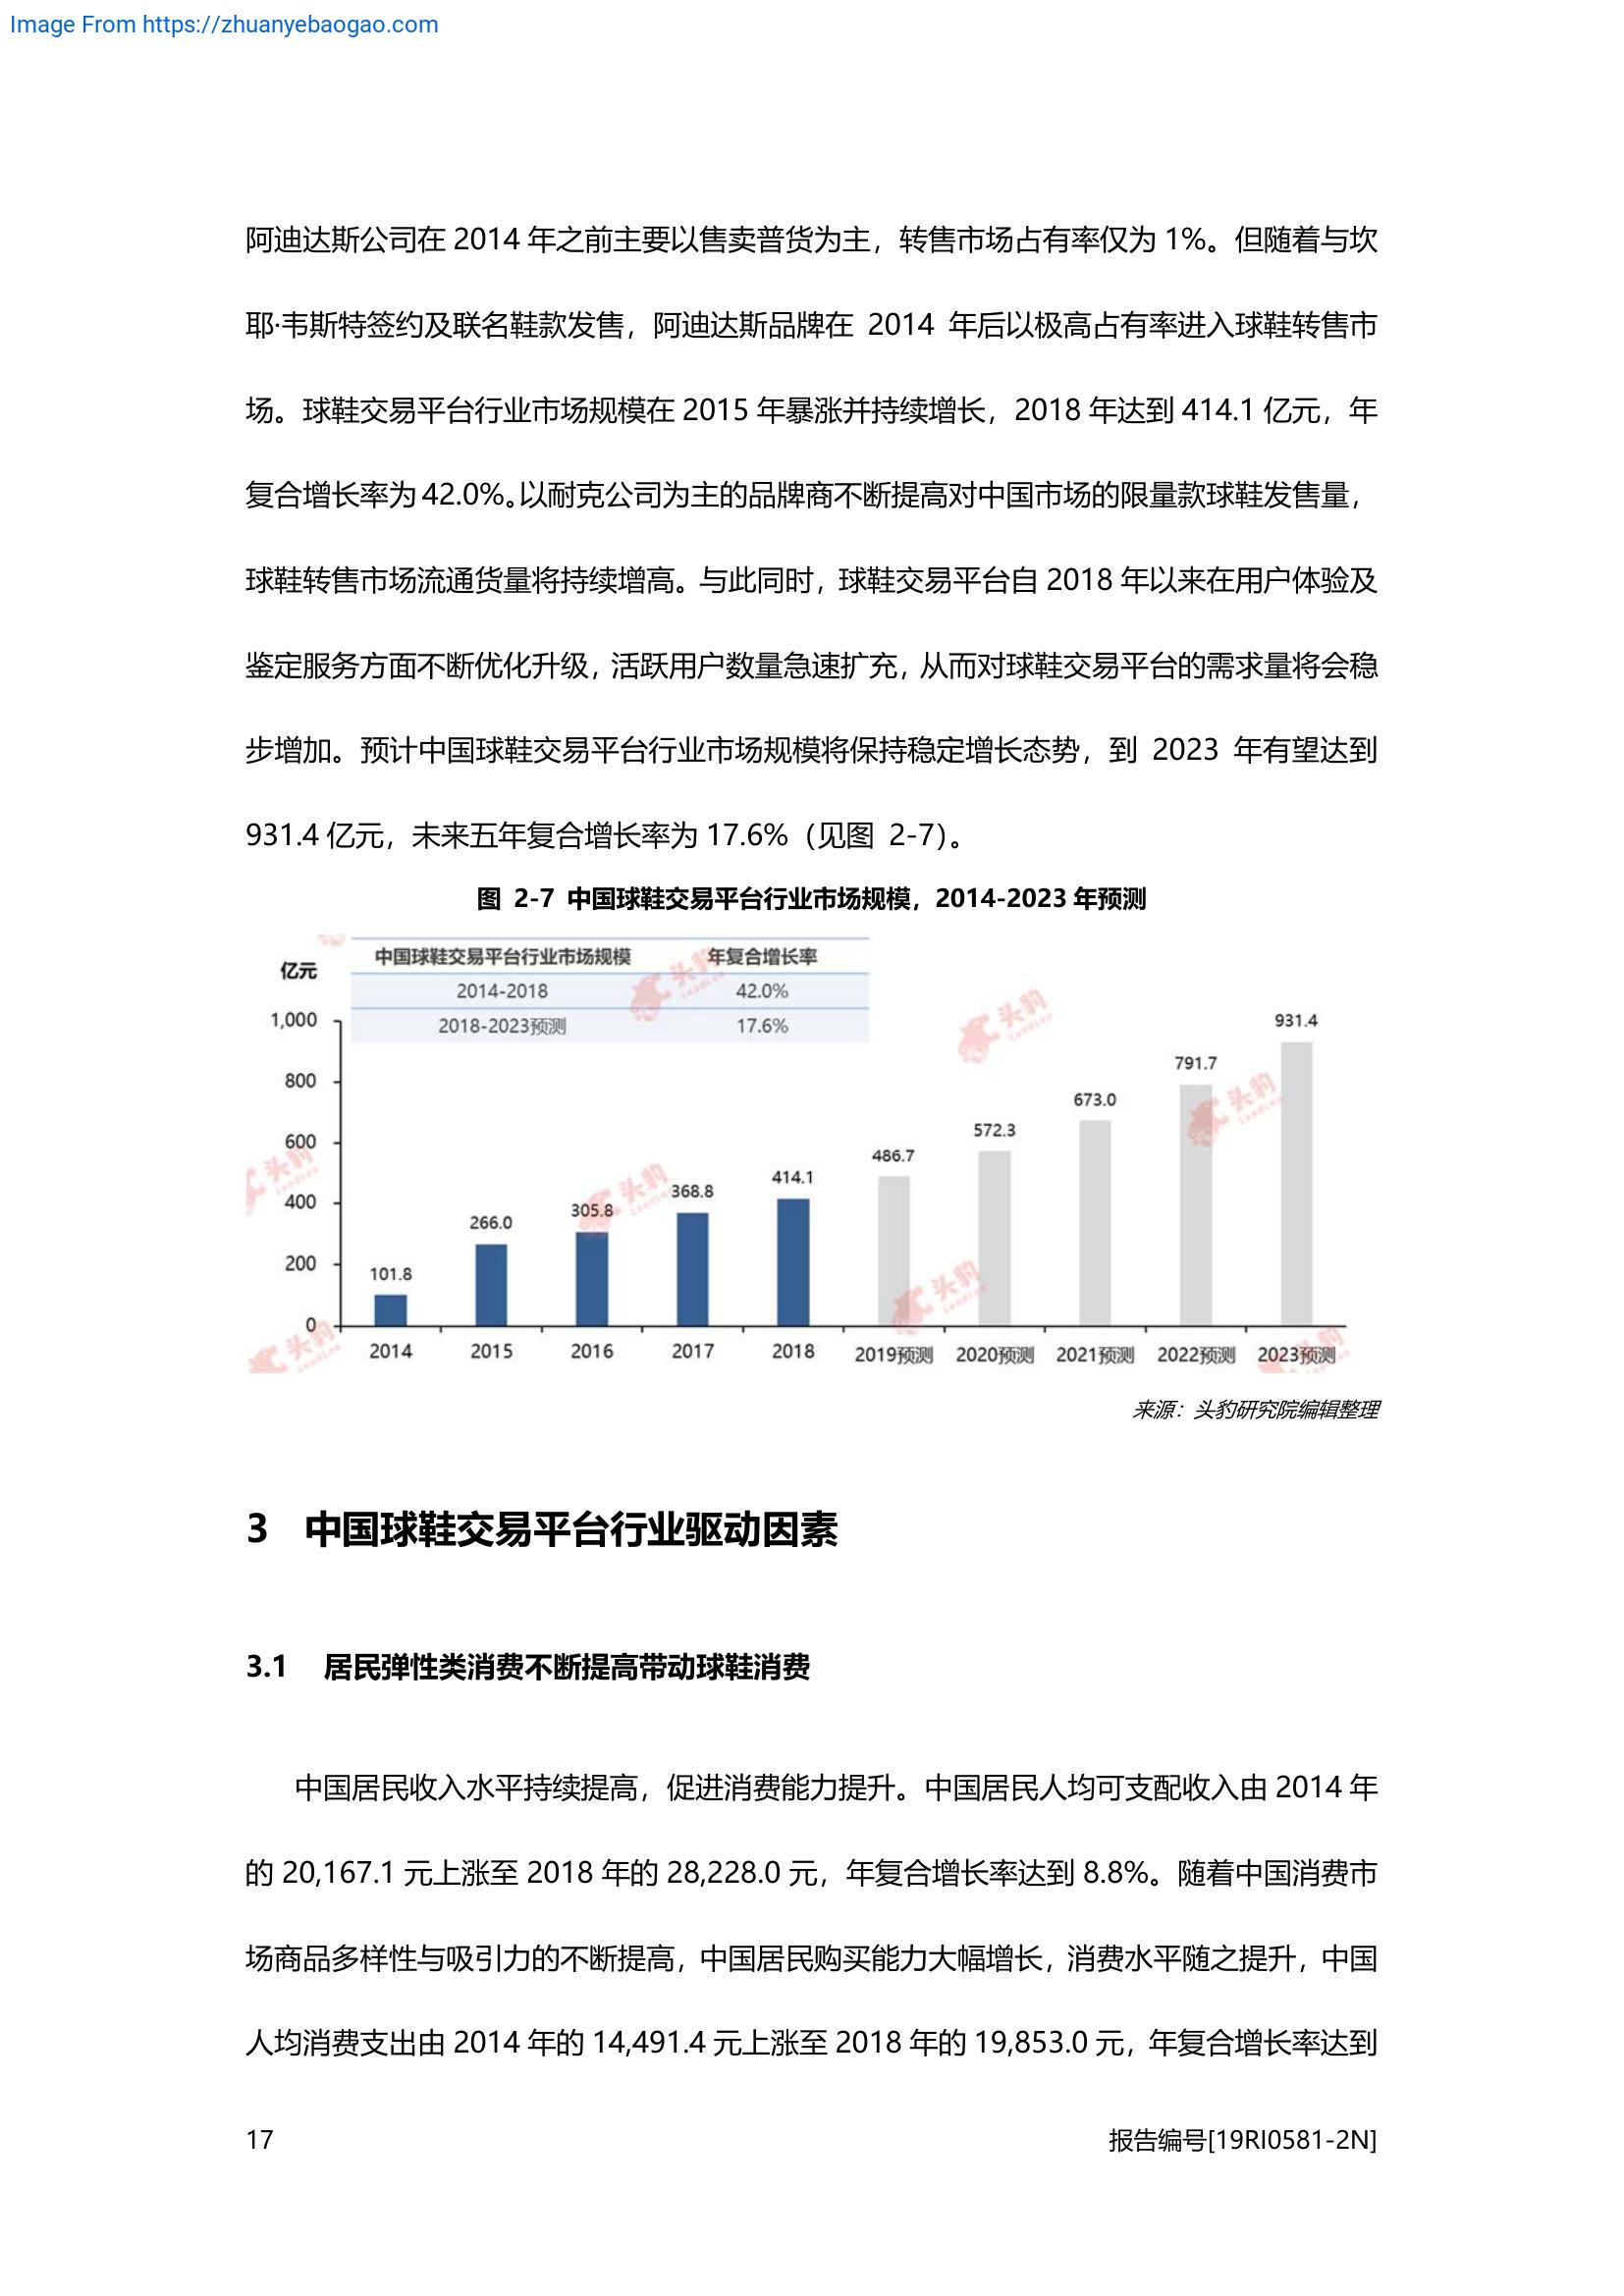 Image From https://zhuanyebaogao.com
阿迪达斯公司在 2014 年之前主要以售卖普货为主，转售市场占有率仅为 1%。但随着与坎
耶·韦斯特签约及联名鞋款发售，阿迪达斯品牌在 2014 年后以极高占有率进入球鞋转售市
场。球鞋交易平台行业市场规模在 2015 年暴涨并持续增长，2018 年达到 414.1 亿元，年
复合增长率为 42.0%。以耐克公司为主的品牌商不断提高对中国市场的限量款球鞋发售量，
球鞋转售市场流通货量将持续增高。与此同时，球鞋交易平台自 2018 年以来在用户体验及
鉴定服务方面不断优化升级，活跃用户数量急速扩充，从而对球鞋交易平台的需求量将会稳
步增加。预计中国球鞋交易平台行业市场规模将保持稳定增长态势，到 2023 年有望达到
931.4 亿元，未来五年复合增长率为 17.6%（见图 2-7）。
图 2-7 中国球鞋交易平台行业市场规模，2014-2023 年预测
中国球鞋交易平台行业市场规模 年复合增长率
2014-2018 42.0%
2018-2023预测 17.6%
亿元
1,000
800
600
400
200
0
101.8
266.0
305.8
368.8
414.1
486.7
572.3
673.0
791.7
931.4
2014 2015 2016 2017 2018 2019预测 2020预测 2021预测 2022预测 2023预测
头豹
LeadLeo
头豹
LeadLeo
头豹
LeadLeo
头豹
LeadLeo
头豹
LeadLeo
头豹
LeadLeo
头豹
LeadLeo
头豹
来源：头豹研究院编辑整理
3 中国球鞋交易平台行业驱动因素
3.1 居民弹性类消费不断提高带动球鞋消费
中国居民收入水平持续提高，促进消费能力提升。中国居民人均可支配收入由 2014 年
的 20,167.1 元上涨至 2018 年的 28,228.0 元，年复合增长率达到 8.8%。随着中国消费市
场商品多样性与吸引力的不断提高，中国居民购买能力大幅增长，消费水平随之提升，中国
人均消费支出由 2014 年的 14,491.4 元上涨至 2018 年的 19,853.0 元，年复合增长率达到
17 报告编号[19RI0581-2N]